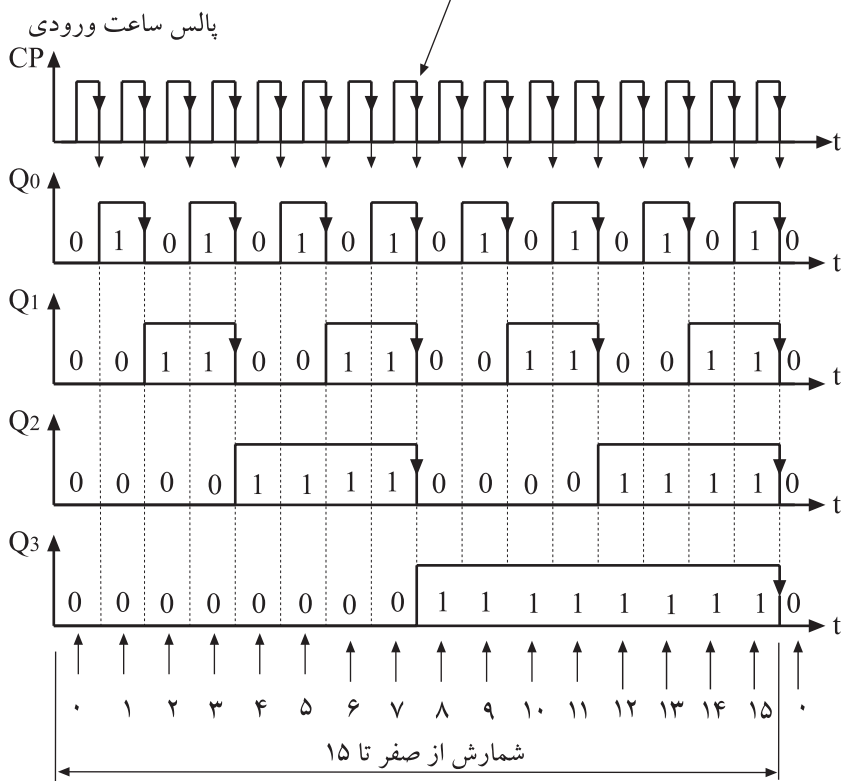 پالس ساعت ورودی
CP
t
Q0
0 1 0 1 0 1 0 1 0 1 0 1 0 1 0 1 0
t
Q1
0 0 1 1 0 0 1 1 0 0 1 1 0 0 1 1 0
t
Q2
0 0 0 0 1 1 1 1 0 0 0 0 1 1 1 1 0
t
Q3
0 0 0 0 0 0 0 0 1 1 1 1 1 1 1 1 0
t
۰ ۱ ۲ ۳ ۴ ۵ ۶ ۷ ۸ ۹ ۱۰ ۱۱ ۱۲ ۱۳ ۱۴ ۱۵ ۰
شمارش از صفر تا ۱۵